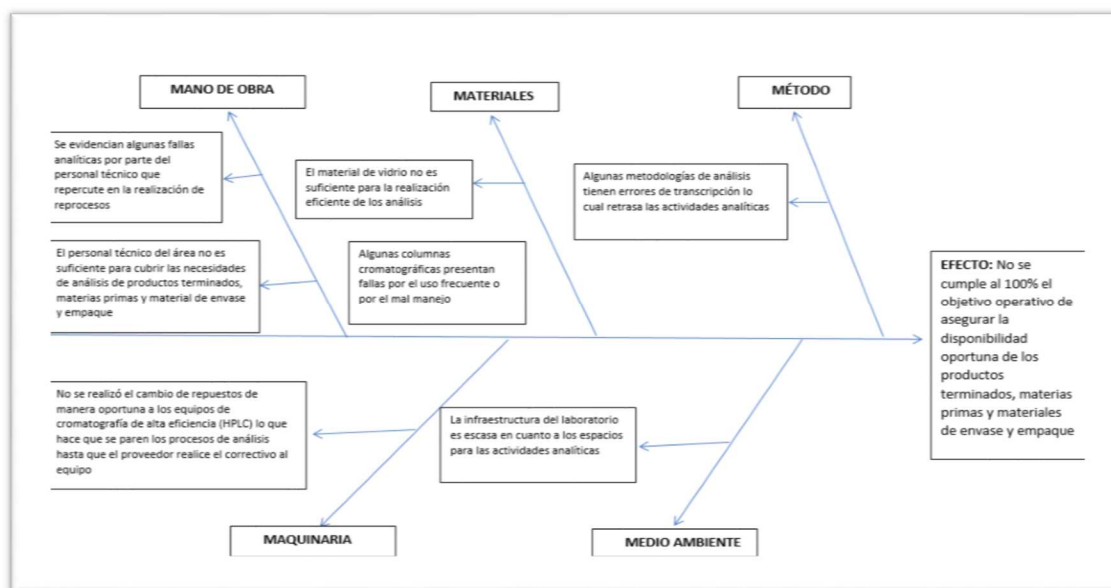 MANO DE OBRA
MATERIALES
MÉTODO
Se evidencian algunas fallas
analíticas por parte del
personal técnico que
repercute en la realización de
reprocesos
El material de vidrio no es
suficiente para la realización
eficiente de los análisis
Algunas metodologías de análisis
tienen errores de transcripción lo
cual retrasa las actividades analíticas
El personal técnico del área no es
suficiente para cubrir las necesidades
de análisis de productos terminados,
materias primas y material de envase
y empaque
Algunas columnas
cromatográficas presentan
fallas por el uso frecuente o
por el mal manejo
EFECTO: No se
cumple al 100% el
objetivo operativo de
asegurar la
disponibilidad
oportuna de los
productos
terminados, materias
primas y materiales
de envase y empaque
No se realizó el cambio de repuestos de
manera oportuna a los equipos de
cromatografía de alta eficiencia (HPLC) lo que
hace que se paren los procesos de análisis
hasta que el proveedor realice el correctivo al
equipo
La infraestructura del laboratorio
es escasa en cuanto a los espacios
para las actividades analíticas
MAQUINARIA
MEDIO AMBIENTE